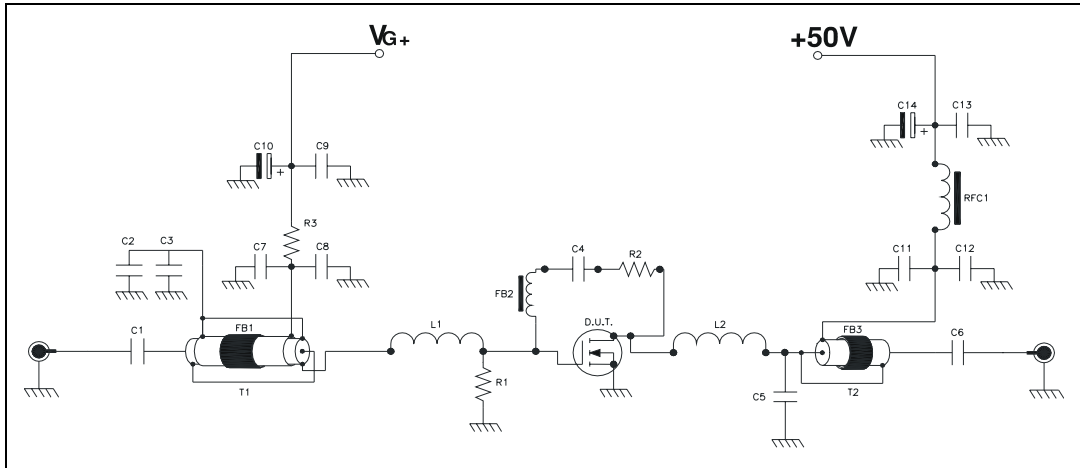 VG+
+50V
C14
C13
C10
+
C9
+
RFC1
R3
C2
C3
C7
C8
C4
R2
C11
C12
FB2
C1
FB1
L1
D.U.T.
L2
FB3
C6
R1
T1
C5
T2